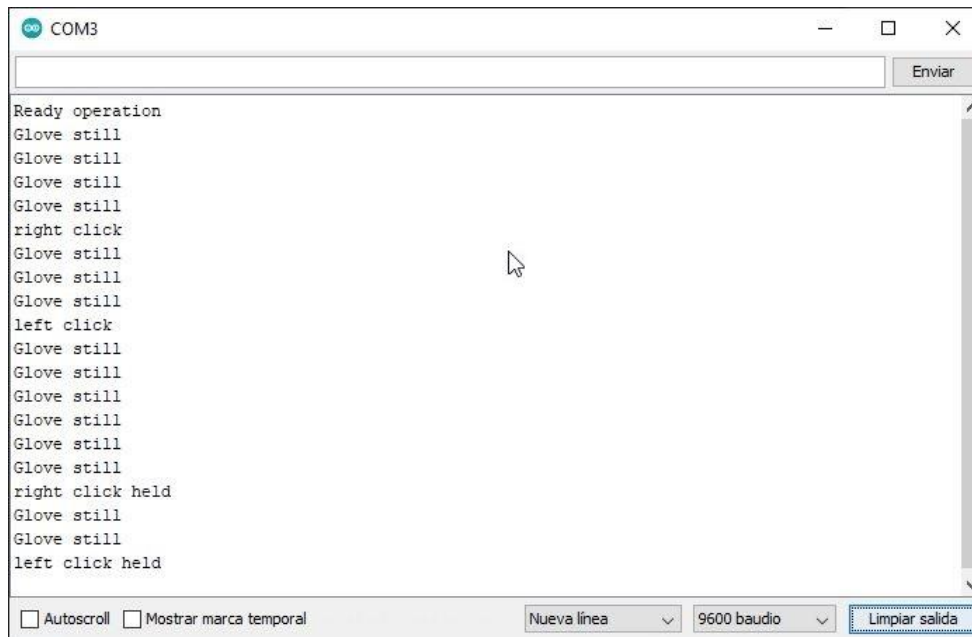 COM3
Enviar
Ready operation
Glove still
Glove still
Glove still
Glove still
right click
Glove still
Glove still
Glove still
left click
Glove still
Glove still
Glove still
Glove still
Glove still
Glove still
right click held
Glove still
Glove still
left click held
Autoscroll Mostrar marca temporal Nueva línea 9600 baudio Limpiar salida